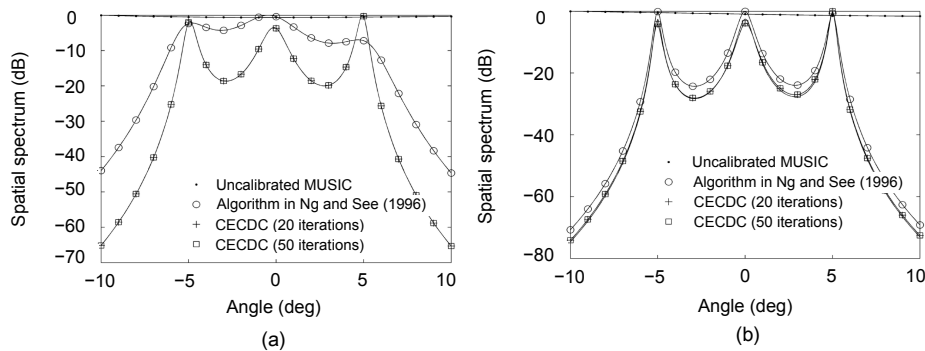 0
−10
−20
−30
−40
−50
−60
−70
Spatial spectrum (dB)
Uncalibrated MUSIC
Algorithm in Ng and See (1996)
CECDC (20 iterations)
CECDC (50 iterations)
−10
−5
0
5
10
Angle (deg)
(a)
0
−20
−40
−60
−80
Spatial spectrum (dB)
Uncalibrated MUSIC
Algorithm in Ng and See (1996)
CECDC (20 iterations)
CECDC (50 iterations)
−10
−5
0
5
10
Angle (deg)
(b)